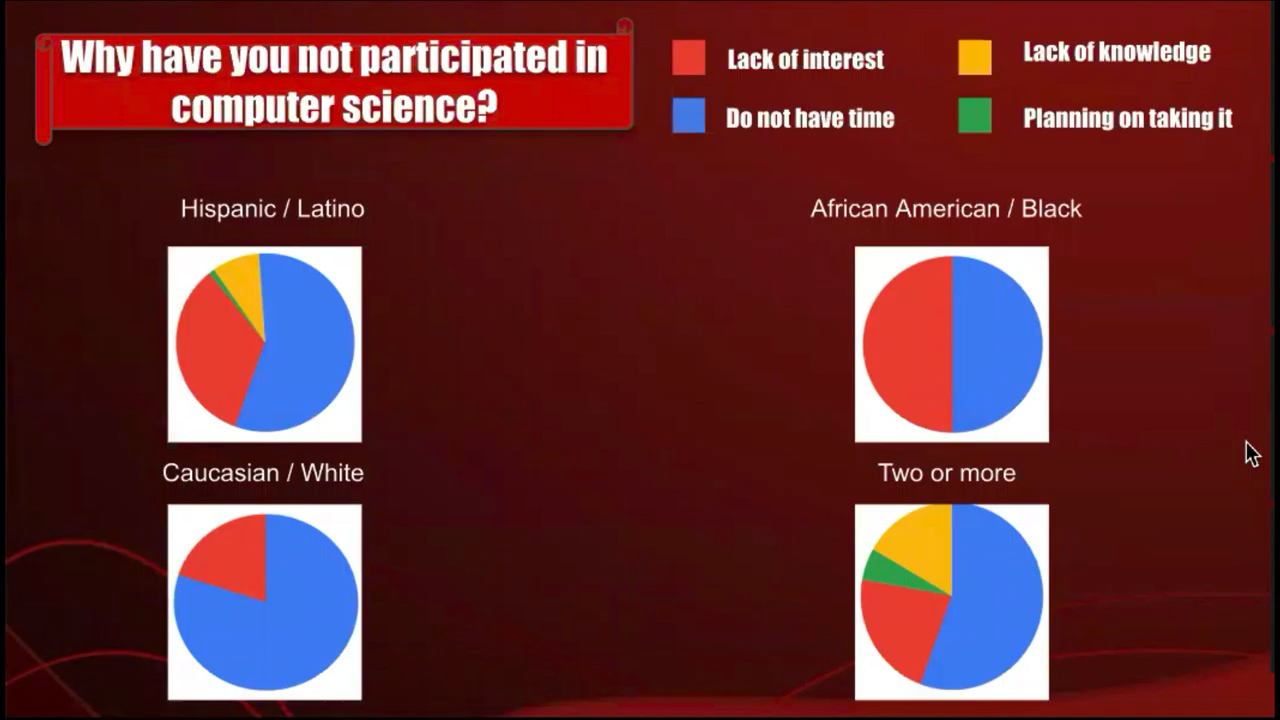 Why have you not participated in
computer science?
Lack of interest
Lack of knowledge
Do not have time
Planning on taking it
Hispanic / Latino
African American / Black
Caucasian / White
Two or more